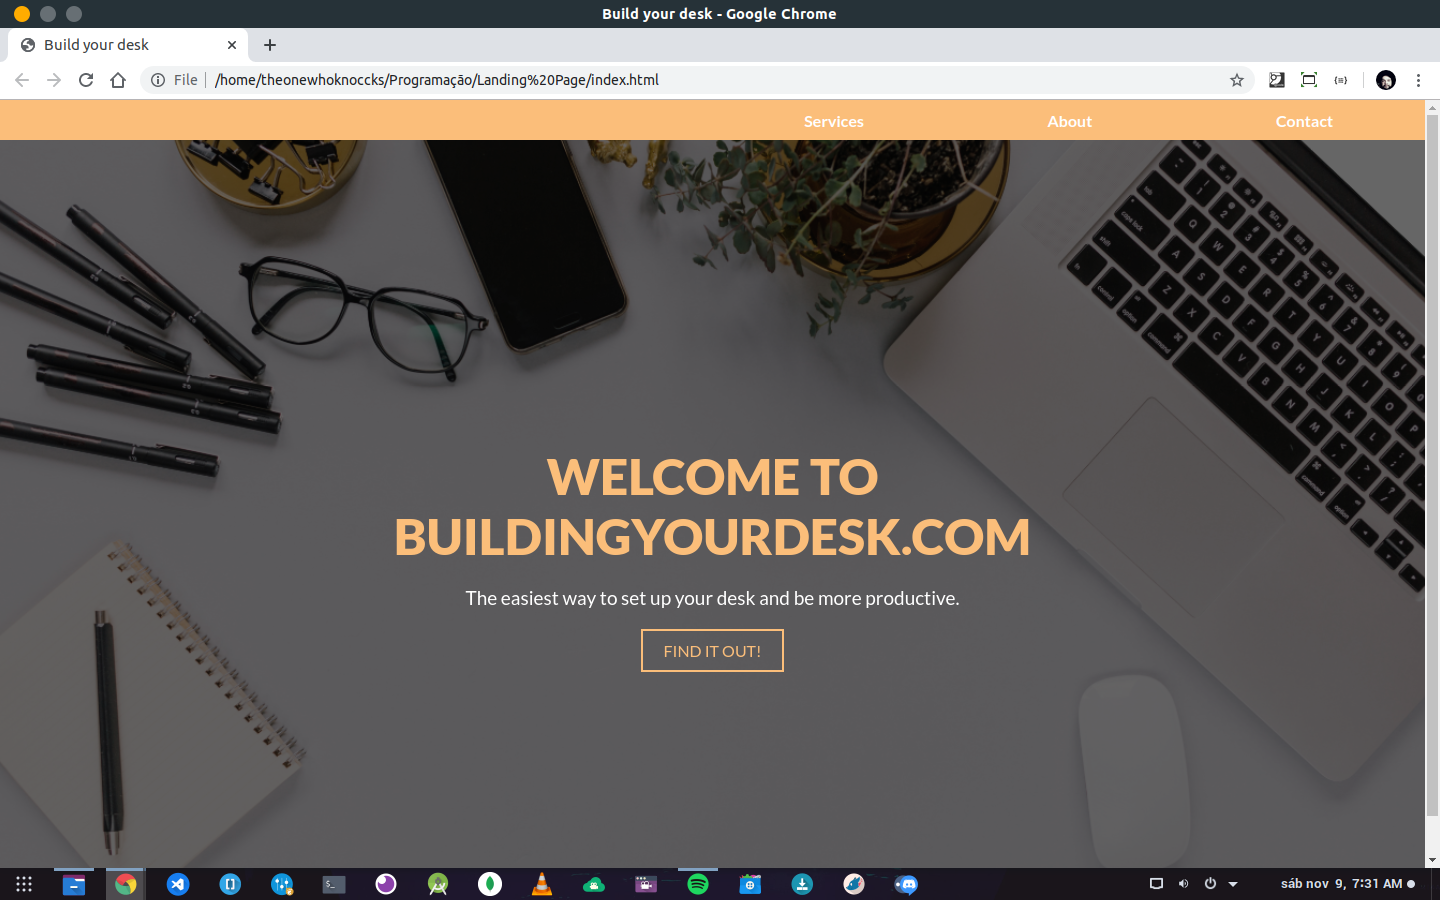 Build your desk - Google Chrome
Build your desk
File /home/theonewhoknoccks/Programação/Landing%20Page/index.html
Services About Contact
WELCOME TO
BUILDINGYOURDESK.COM
The easiest way to set up your desk and be more productive.
FIND IT OUT!
sáb nov 9, 7:31 AM